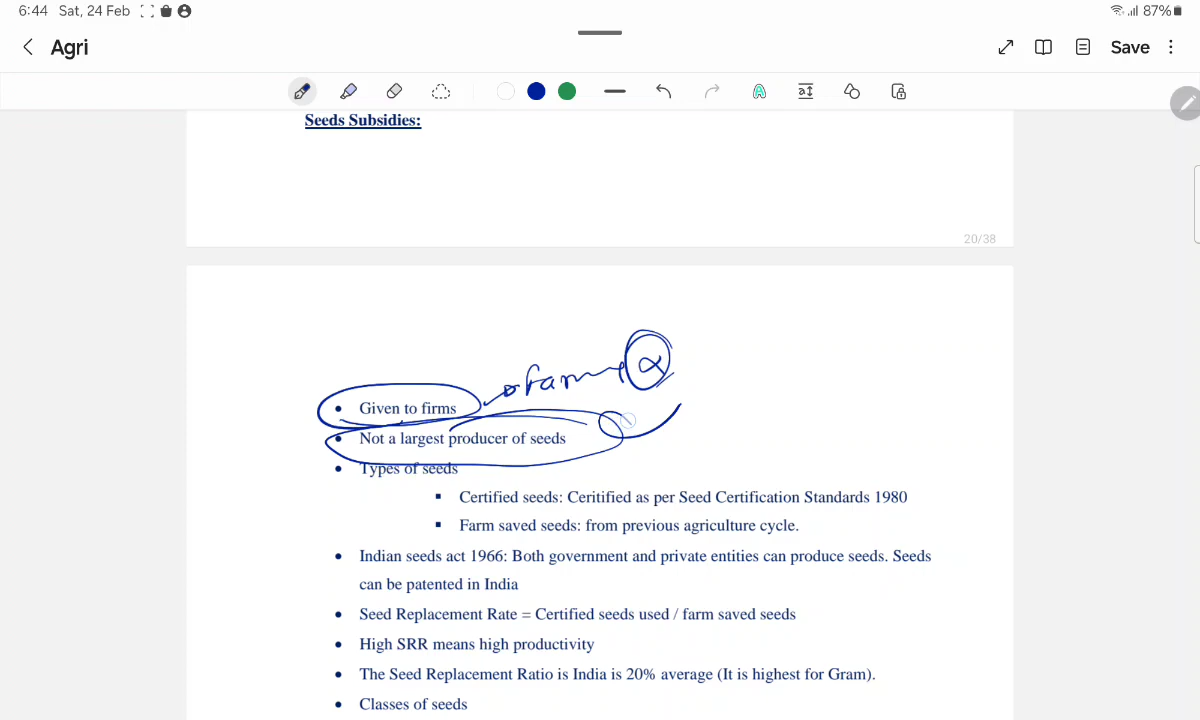 6:44 Sat, 24 Feb 87%
Agri Save
Seeds Subsidies:
20/38
Given to firms
Not a largest producer of seeds
Types of seeds
Certified seeds: Ceritified as per Seed Certification Standards 1980
Farm saved seeds: from previous agriculture cycle.
Indian seeds act 1966: Both government and private entities can produce seeds. Seeds
can be patented in India
Seed Replacement Rate = Certified seeds used / farm saved seeds
High SRR means high productivity
The Seed Replacement Ratio is India is 20% average (It is highest for Gram).
Classes of seeds